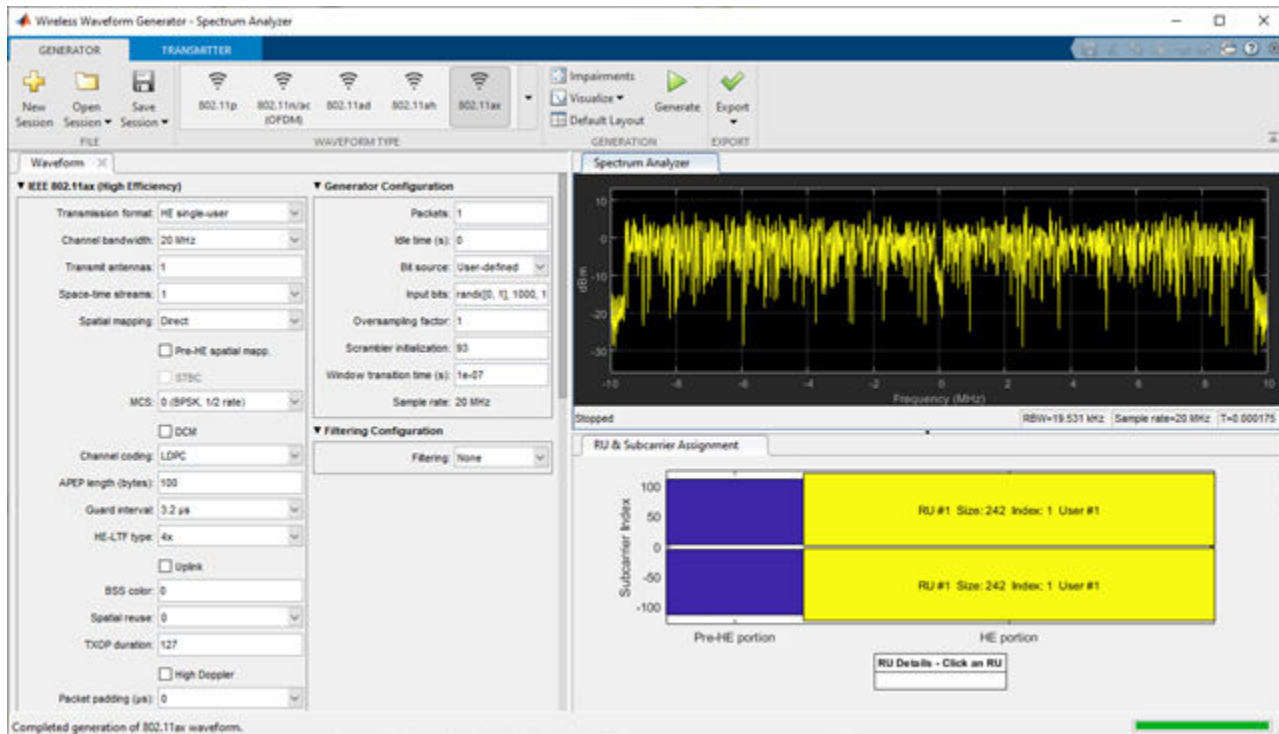 Wireless Waveform Generator - Spectrum Analyzer
GENERATOR
TRANSMITTER
New Session
Open Session
Save Session
802.11p
802.11n/ac (OFDM)
802.11ad
802.11ah
802.11ax
Impairments
Visualize
Default Layout
Generate
Export
FILE
WAVEFORM TYPE
GENERATION
EXPORT
Waveform
IEEE 802.11ax (High Efficiency)
Transmission format: HE single-user
Channel bandwidth: 20 MHz
Transmit antennas: 1
Space-time streams: 1
Spatial mapping: Direct
Pre-HE spatial mapp.
STBC
MCS: 0 (BPSK, 1/2 rate)
DCM
Channel coding: LDPC
APEP length (bytes): 100
Guard interval: 3.2 µs
HE-LTF type: 4x
Uplink
BSS color: 0
Spatial reuse: 0
TXOP duration: 127
High Doppler
Packet padding (µs): 0
Generator Configuration
Packets: 1
Idle time (s): 0
Bit source: User-defined
Input bits: randi([0, 1], 1000, 1
Oversampling factor: 1
Scrambler initialization: 93
Window transition time (s): 1e-07
Sample rate: 20 MHz
Filtering Configuration
Filtering: None
Spectrum Analyzer
10
0
-10
-20
-30
dBm
-10 -8 -6 -4 -2 0 2 4 6 8 10
Frequency (MHz)
Stopped
RBW=19.531 kHz Sample rate=20 MHz T=0.000175
RU & Subcarrier Assignment
100
50
0
-50
-100
Subcarrier Index
RU #1 Size: 242 Index: 1 User #1
RU #1 Size: 242 Index: 1 User #1
Pre-HE portion
HE portion
RU Details - Click an RU
Completed generation of 802.11ax waveform.